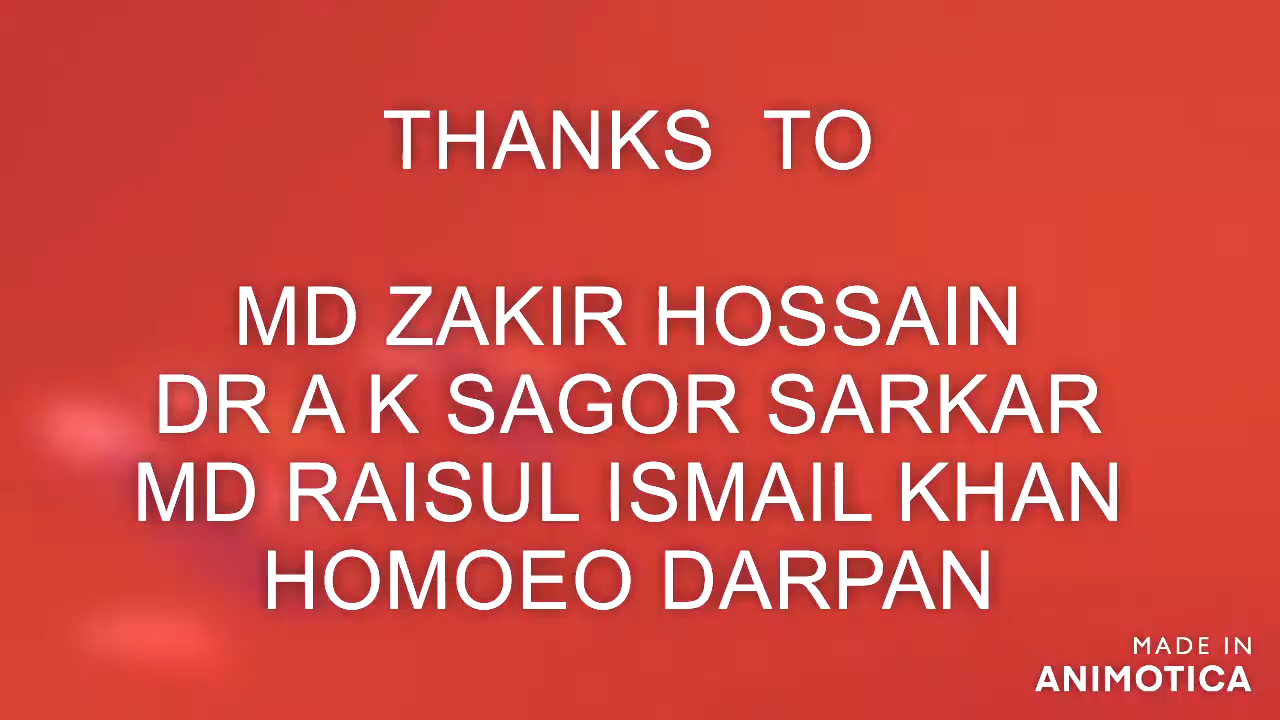 THANKS TO
MD ZAKIR HOSSAIN
DR A K SAGOR SARKAR
MD RAISUL ISMAIL KHAN
HOMOEO DARPAN
MADE IN
ANIMOTICA